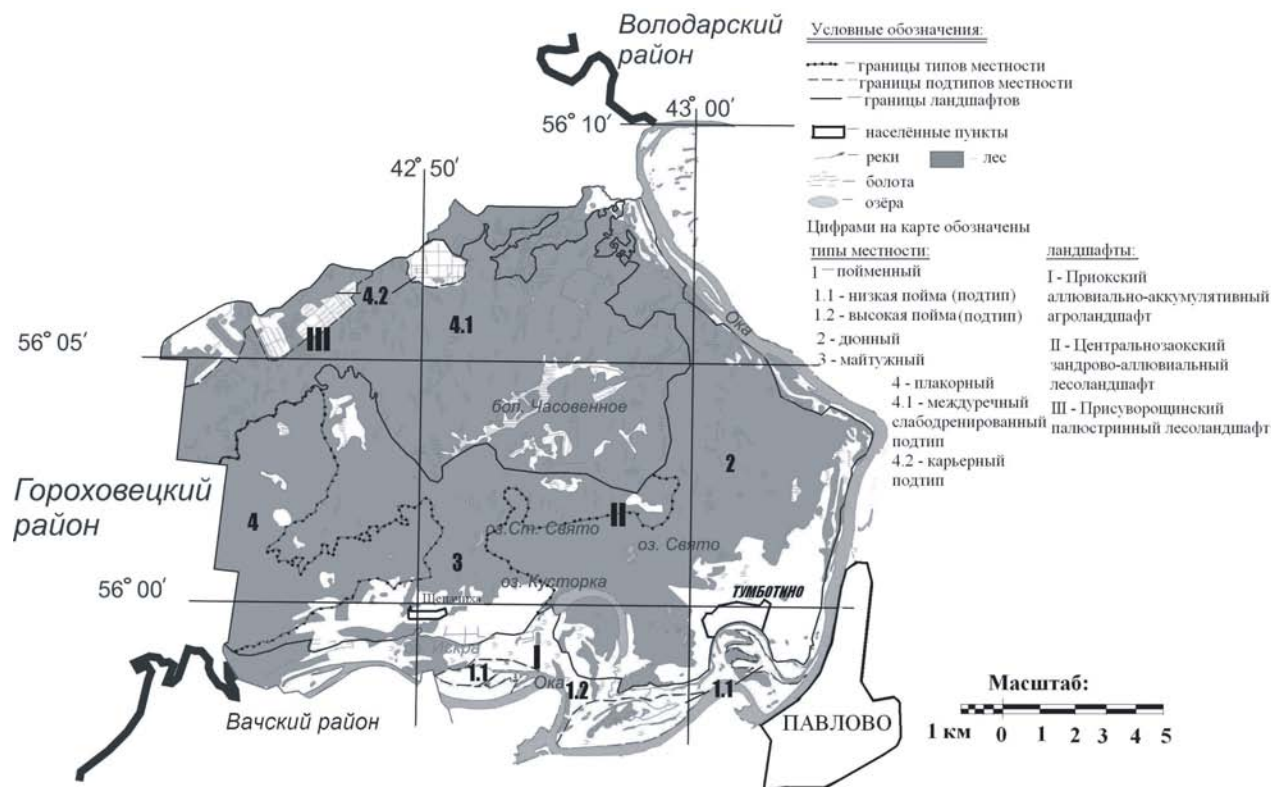 Володарский
район
56° 10′
43° 00′
42° 50′
56° 05′
56° 00′
4.2
III
4.1
Ока
бол. Часовенное
2
Гороховецкий
район
4
II
оз.Ст. Свято
оз. Свято
3
оз. Кусторка
ТУМБОТИНО
Искра
I
1.1
Ока
1.2
1.1
Вачский район
ПАВЛОВО
Условные обозначения:
границы типов местности
границы подтипов местности
границы ландшафтов
населённые пункты
реки
лес
болота
озёра
Цифрами на карте обозначены
типы местности:
1 – пойменный
1.1 - низкая пойма (подтип)
1.2 - высокая пойма (подтип)
2 - дюнный
3 - майтужный
4 - плакорный
4.1 - междуречный
слабодренированный
подтип
4.2 - карьерный
подтип
ландшафты:
I - Приокский
аллювиально-аккумулятивный
агроландшафт
II - Центральнозаокский
зандрово-аллювиальный
лесоландшафт
III - Присуворощинский
палюстринный лесоландшафт
Масштаб:
1 км 0 1 2 3 4 5